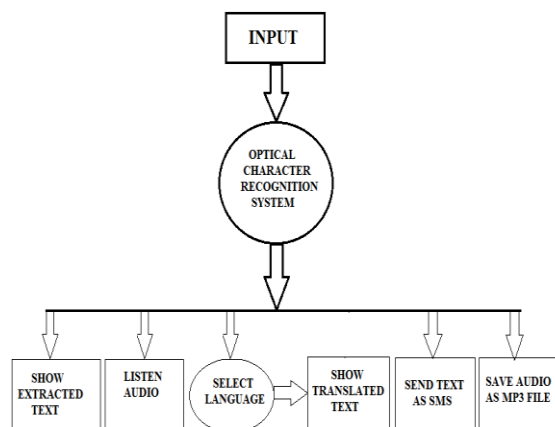 INPUT
OPTICAL
CHARACTER
RECOGNITION
SYSTEM
SHOW
EXTRACTED
TEXT
LISTEN
AUDIO
SELECT
LANGUAGE
SHOW
TRANSLATED
TEXT
SEND TEXT
AS SMS
SAVE AUDIO
AS MP3 FILE